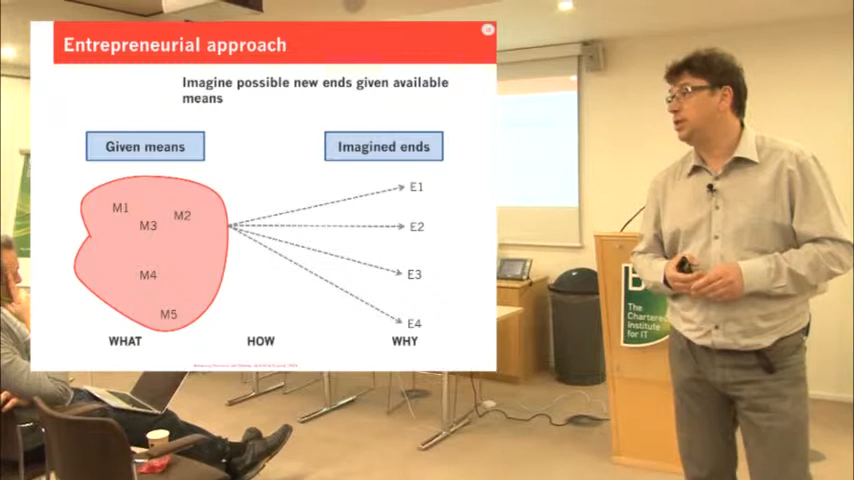 Entrepreneurial approach
Imagine possible new ends given available
means
Given means
Imagined ends
M1
M2
M3
M4
M5
E1
E2
E3
E4
WHAT
HOW
WHY
The
Chartered
Institute
for IT